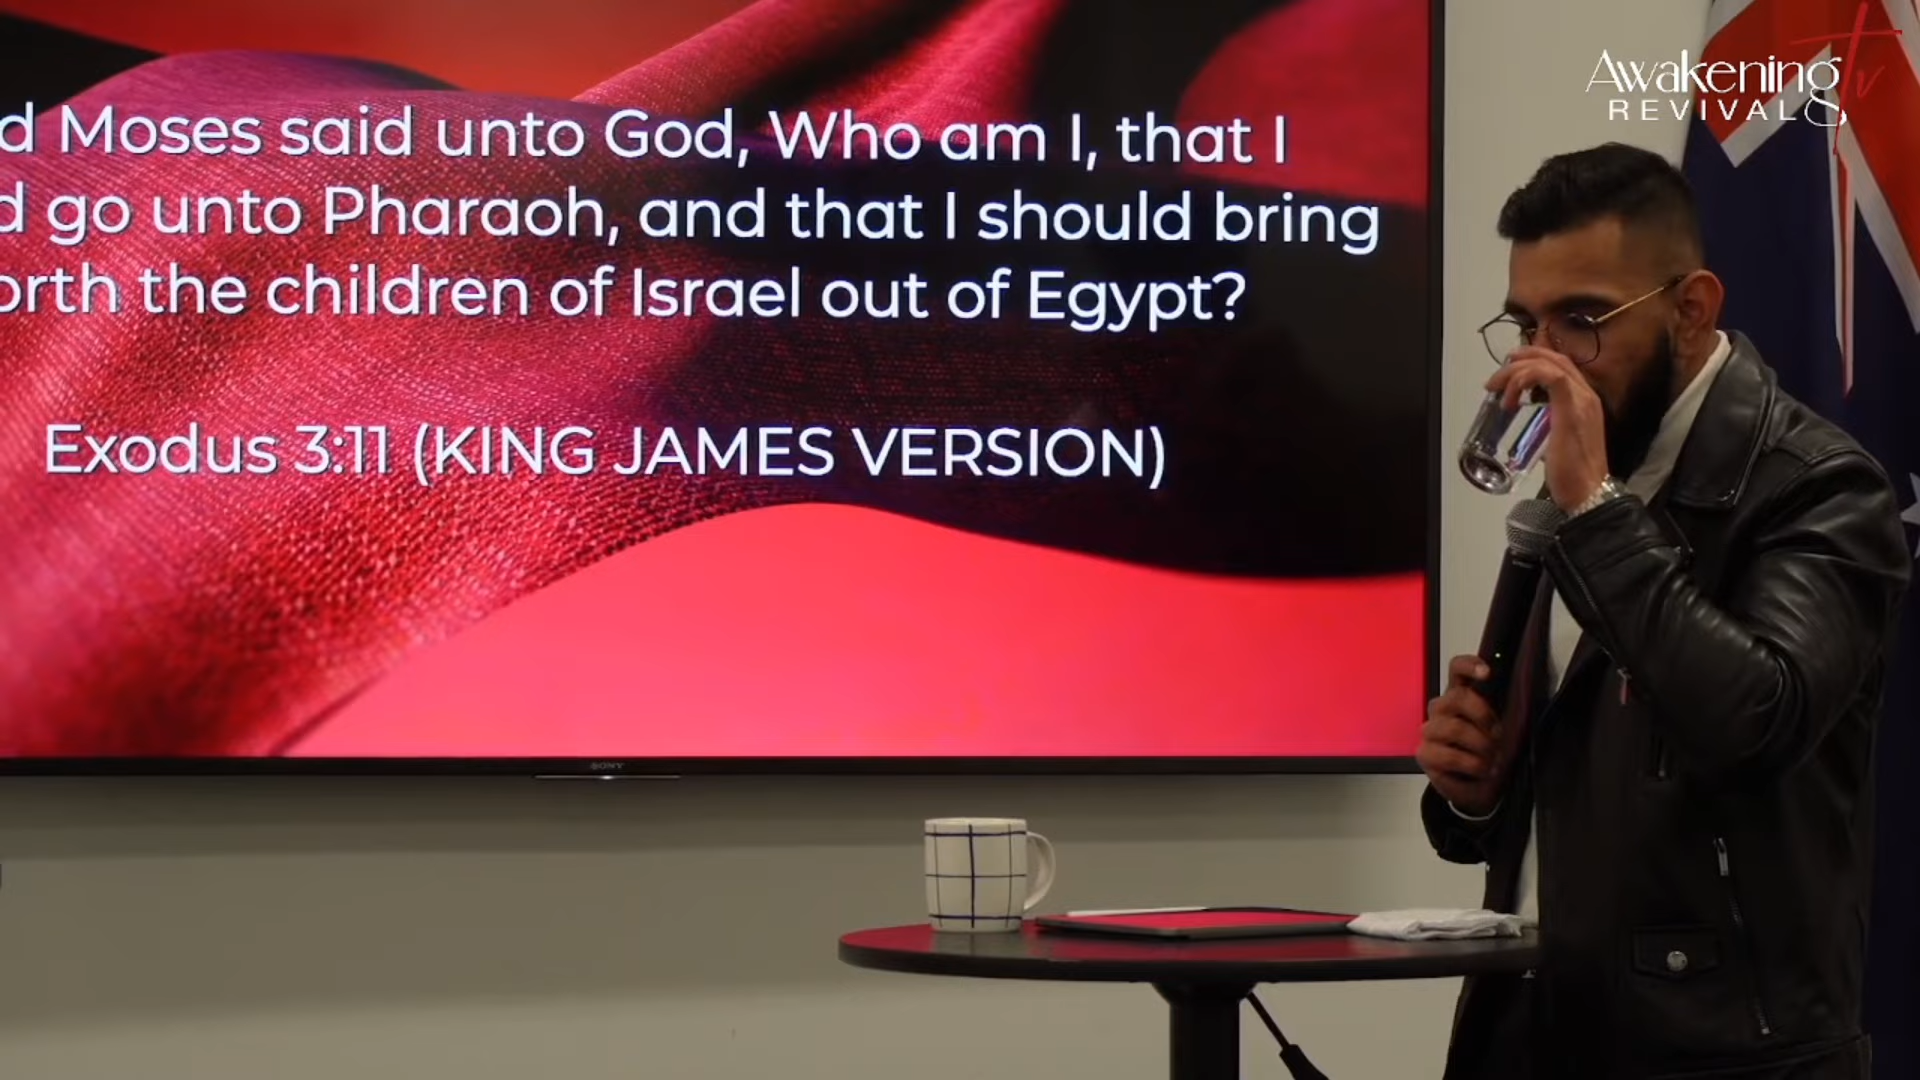 Moses said unto God, Who am I, that I
go unto Pharaoh, and that I should bring
the children of Israel out of Egypt?
Exodus 3:11 (KING JAMES VERSION)
SONY
Awakening tv
REVIVAL